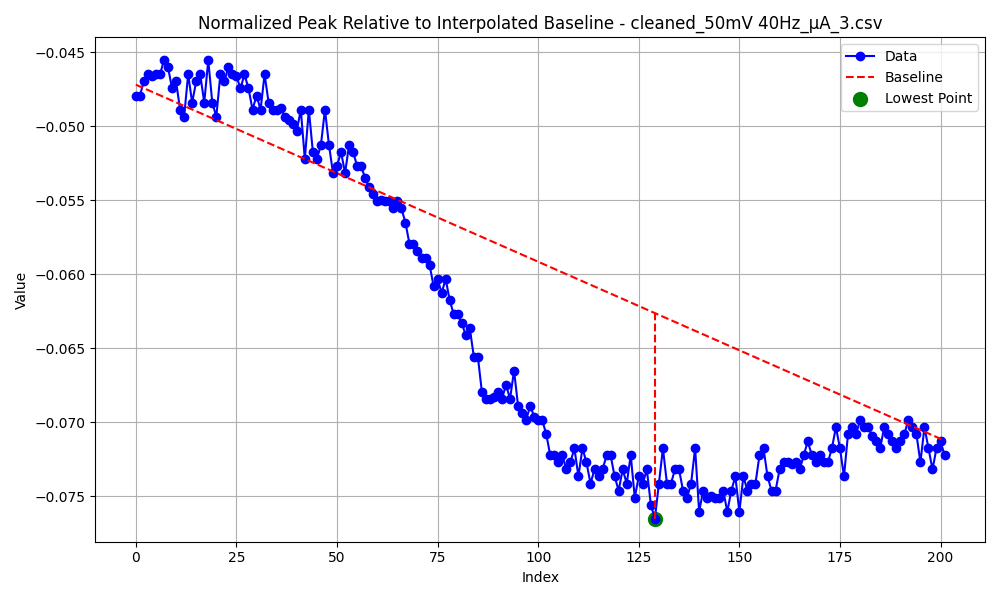 Normalized Peak Relative to Interpolated Baseline - cleaned_50mV 40Hz_μA_3.csv
Data
Baseline
Lowest Point
Value
−0.045
−0.050
−0.055
−0.060
−0.065
−0.070
−0.075
0 25 50 75 100 125 150 175 200
Index